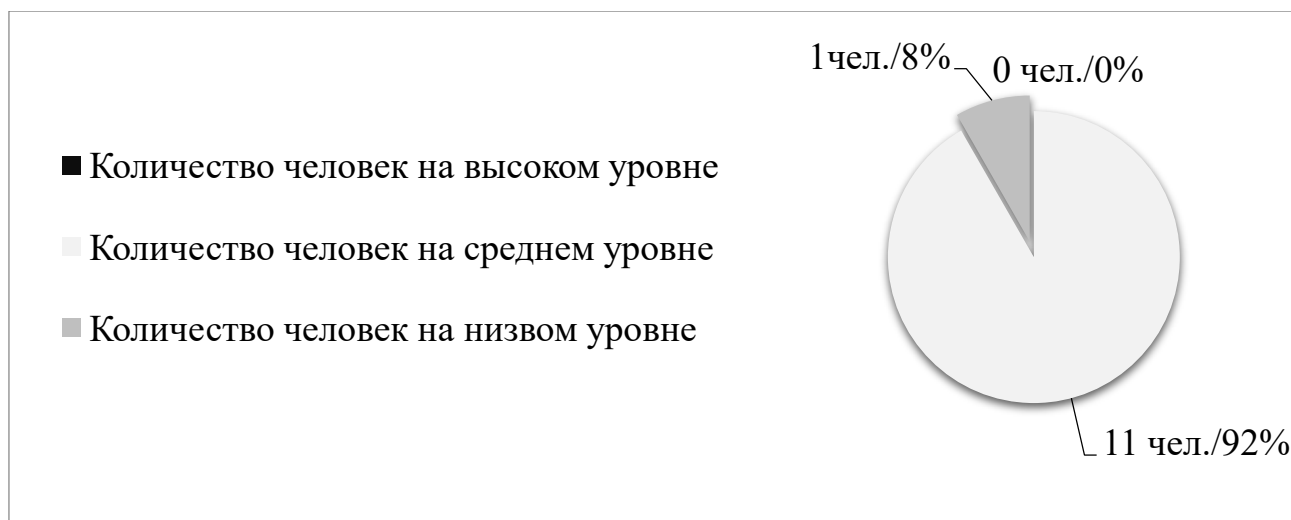 1чел./8%
0 чел./0%
Количество человек на высоком уровне
Количество человек на среднем уровне
Количество человек на низвом уровне
11 чел./92%